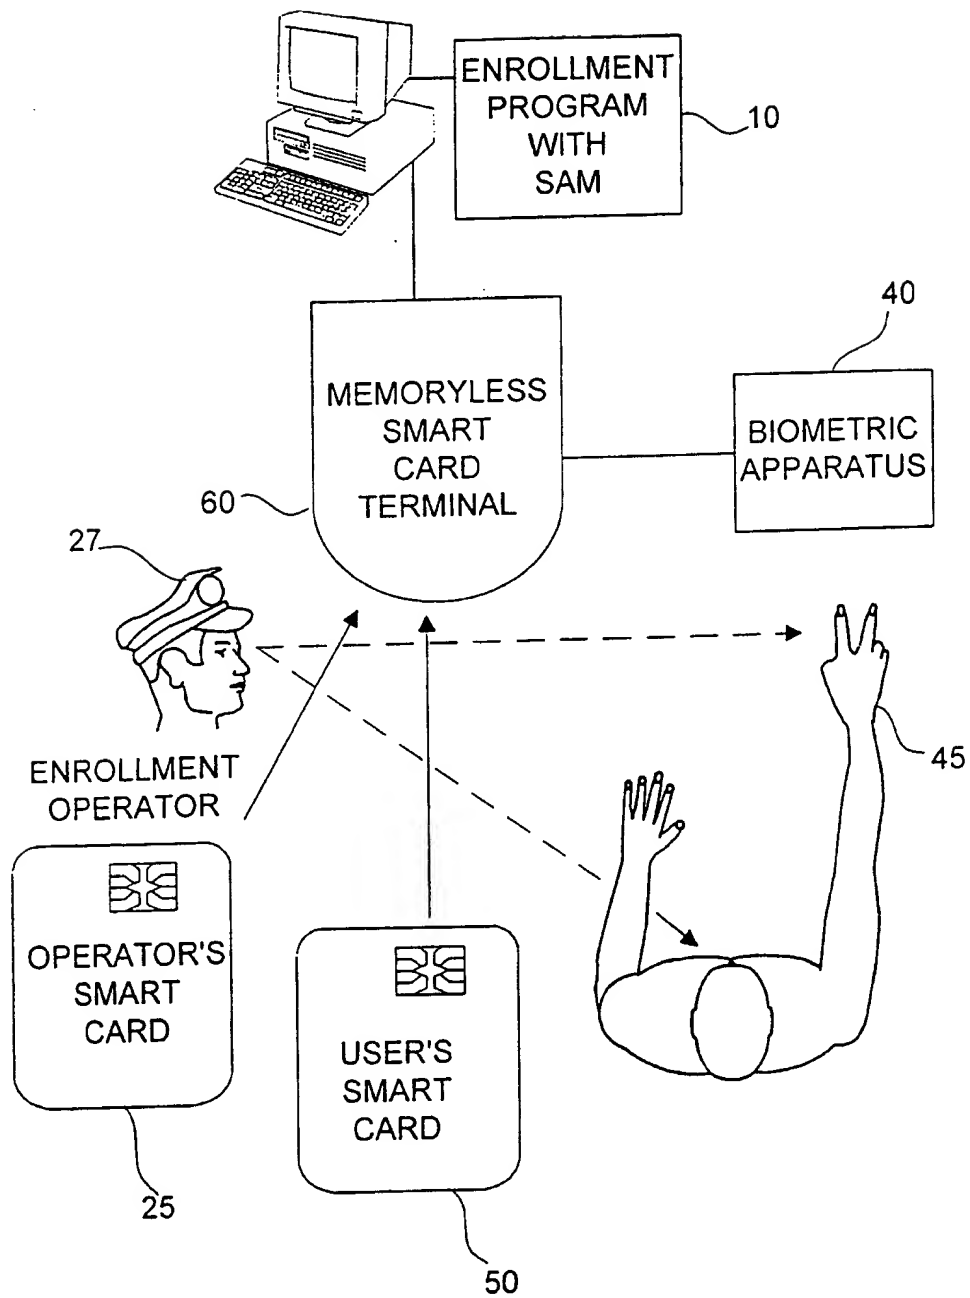 ENROLLMENT
PROGRAM
WITH
SAM
10
40
MEMORYLESS
SMART
CARD
TERMINAL
BIOMETRIC
APPARATUS
60
27
45
ENROLLMENT
OPERATOR
OPERATOR'S
SMART
CARD
USER'S
SMART
CARD
25
50